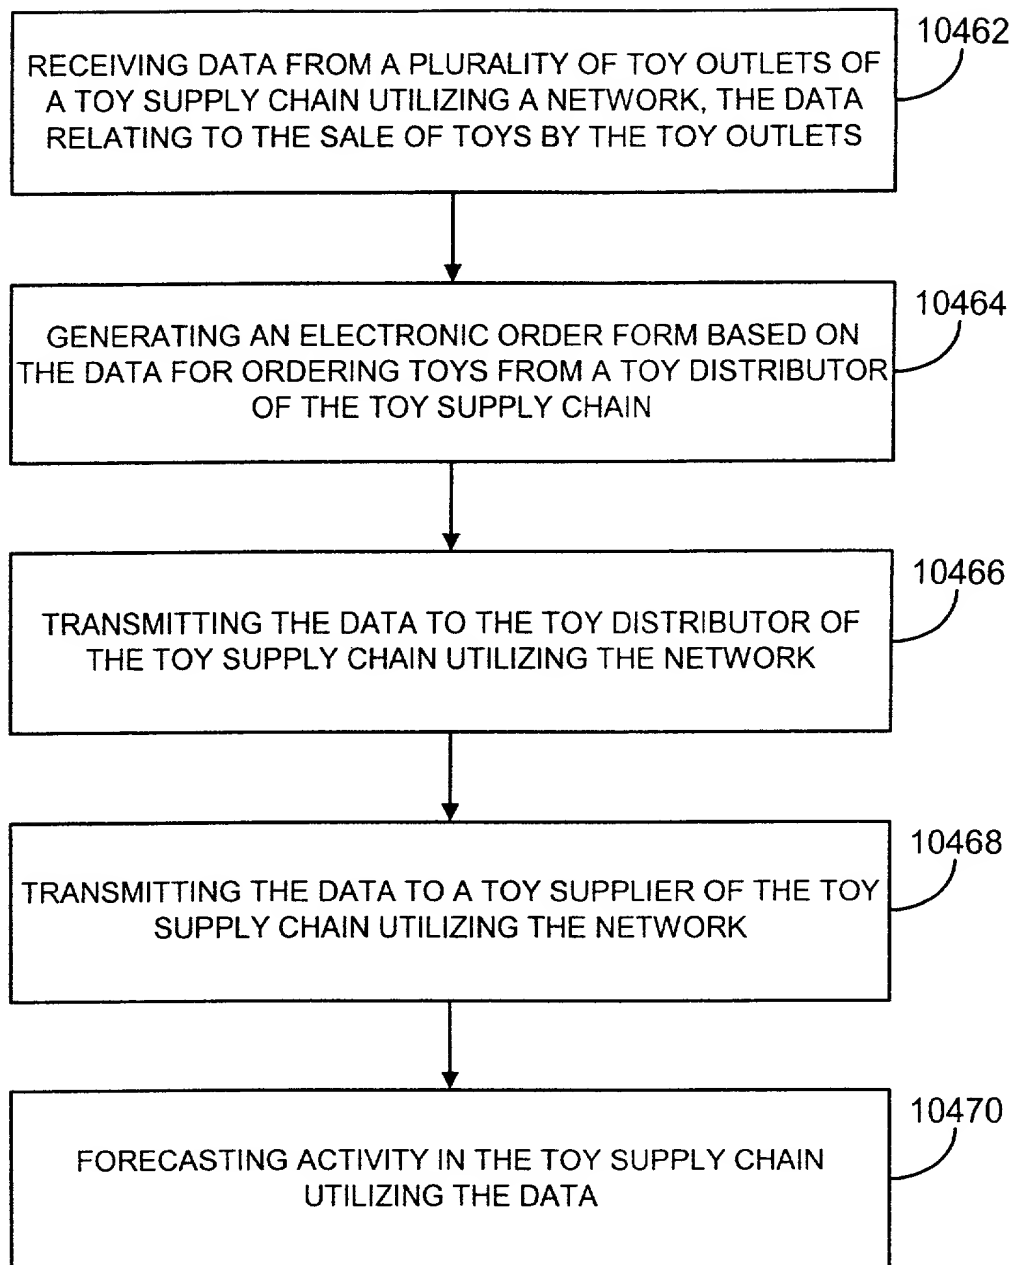 10462
RECEIVING DATA FROM A PLURALITY OF TOY OUTLETS OF
A TOY SUPPLY CHAIN UTILIZING A NETWORK, THE DATA
RELATING TO THE SALE OF TOYS BY THE TOY OUTLETS
10464
GENERATING AN ELECTRONIC ORDER FORM BASED ON
THE DATA FOR ORDERING TOYS FROM A TOY DISTRIBUTOR
OF THE TOY SUPPLY CHAIN
10466
TRANSMITTING THE DATA TO THE TOY DISTRIBUTOR OF
THE TOY SUPPLY CHAIN UTILIZING THE NETWORK
10468
TRANSMITTING THE DATA TO A TOY SUPPLIER OF THE TOY
SUPPLY CHAIN UTILIZING THE NETWORK
10470
FORECASTING ACTIVITY IN THE TOY SUPPLY CHAIN
UTILIZING THE DATA